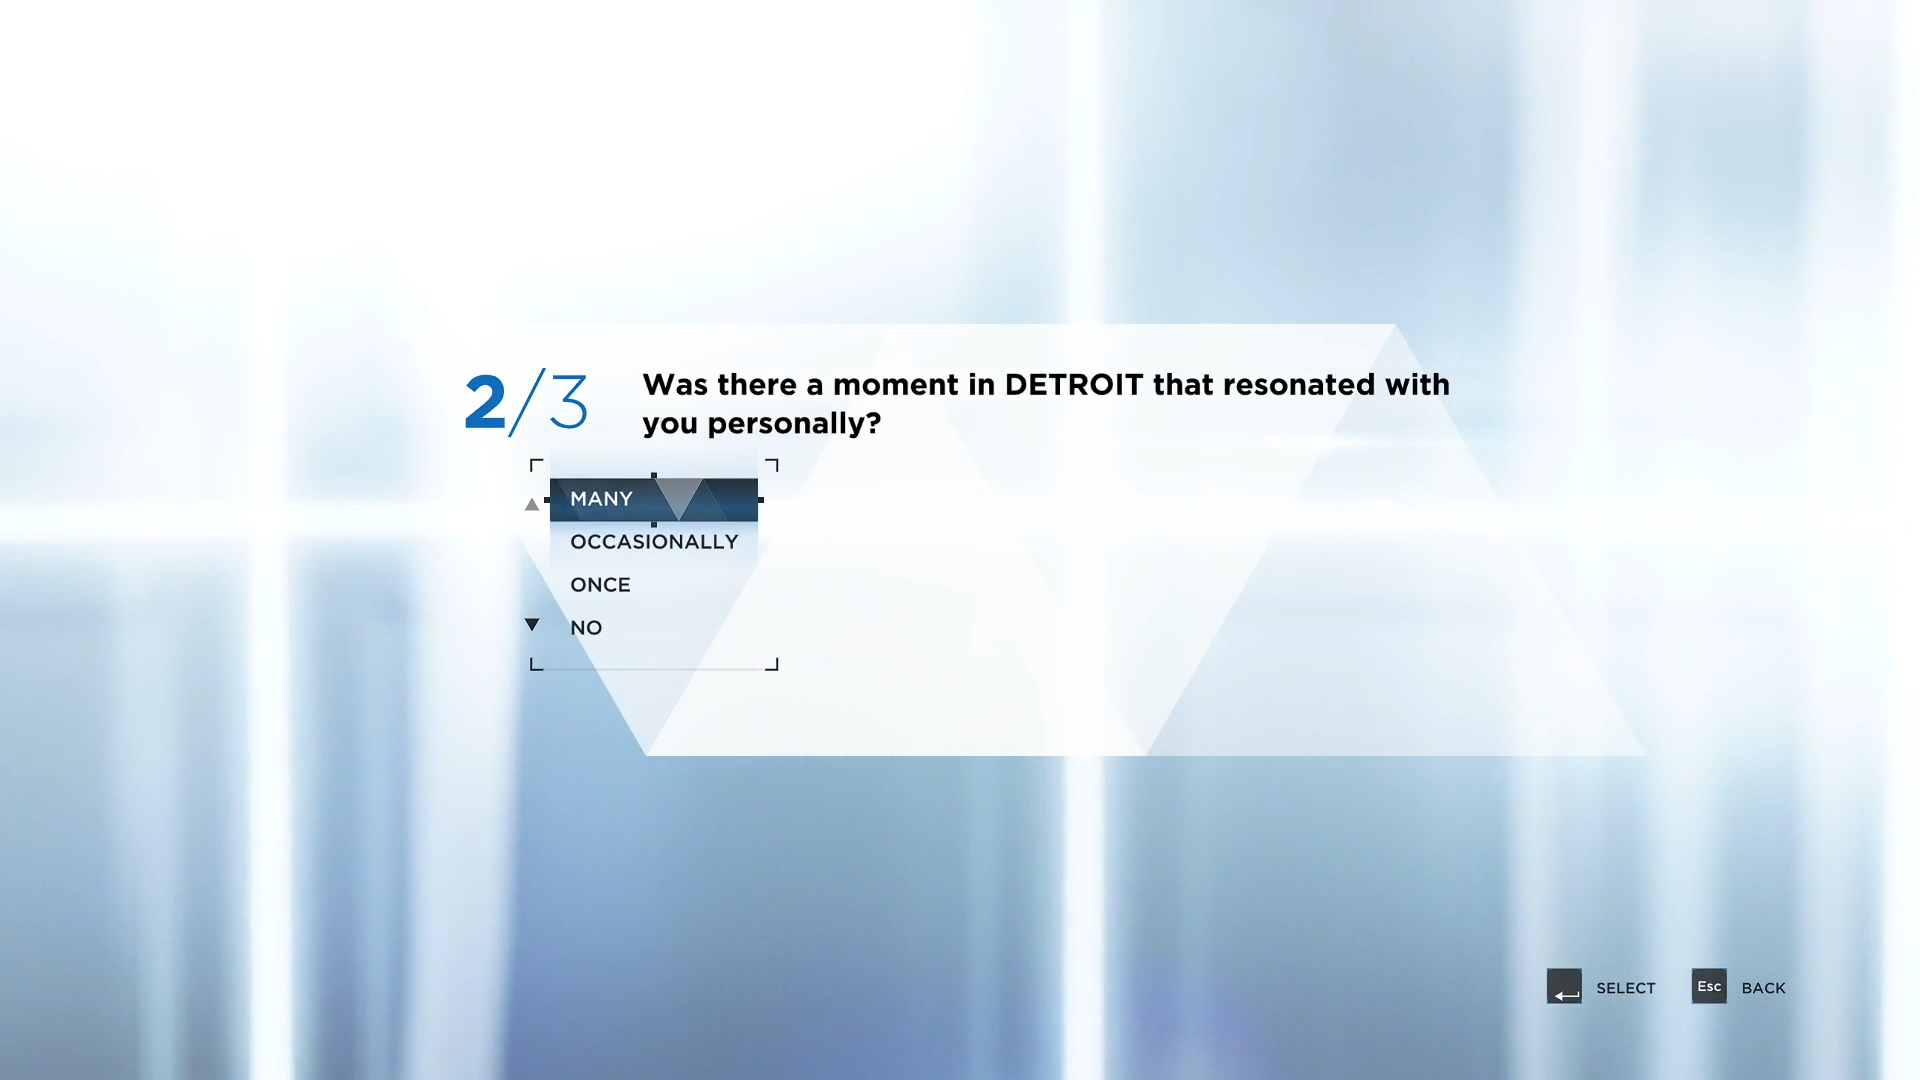 2/3
Was there a moment in DETROIT that resonated with
you personally?
MANY
OCCASIONALLY
ONCE
NO
SELECT
Esc BACK